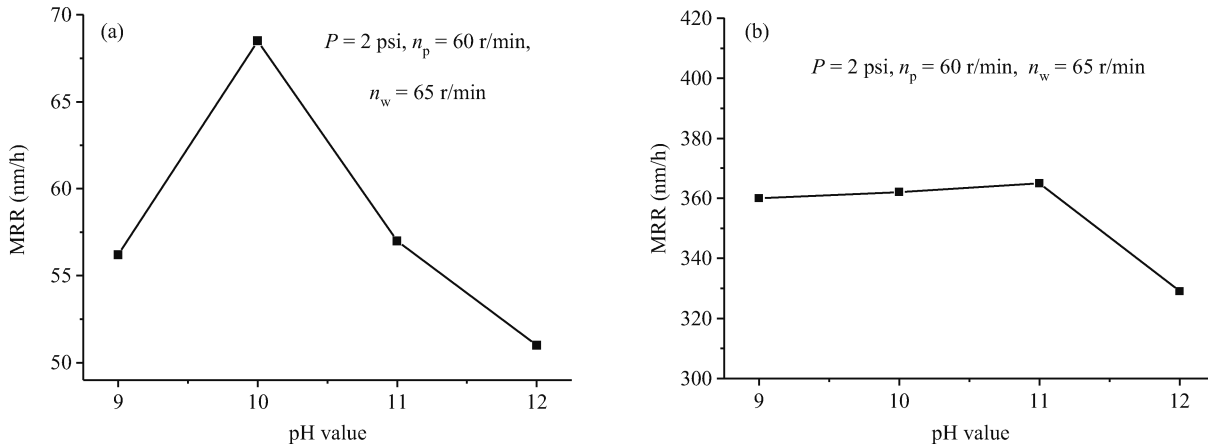 (a)
P = 2 psi, np = 60 r/min,
nw = 65 r/min
70
65
60
55
50
MRR (nm/h)
9 10 11 12
pH value
(b)
P = 2 psi, np = 60 r/min, nw = 65 r/min
420
400
380
360
340
320
300
MRR (nm/h)
9 10 11 12
pH value